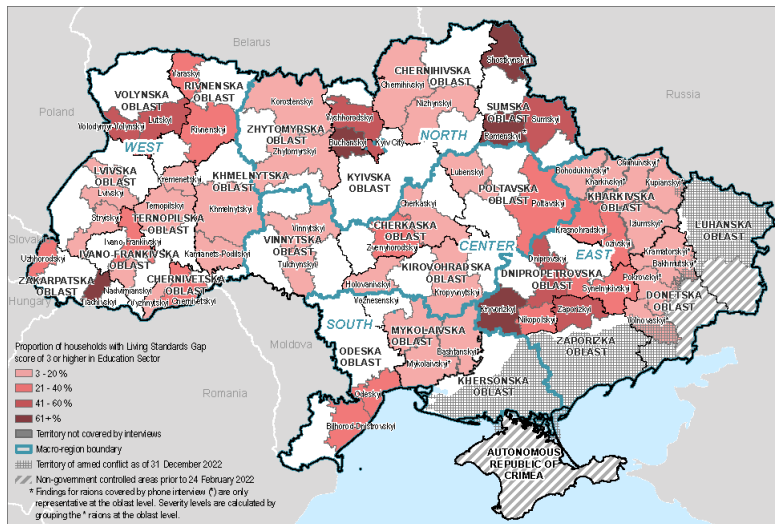 Belarus
Poland
Russia
Slovakia
Hungary
Moldova
Romania
VOLYNSKA
OBLAST
RIVNENSKA
OBLAST
Varaskyi
Volodymyr-Volynskyi
Lutskyi
Rivnenskyi
WEST
LVIVSKA
OBLAST
Lvivskyi
Stryiskyi
Kremenetskyi
Ternopilskyi
TERNOPILSKA
OBLAST
KHMELNYTSKA
OBLAST
Khmelnytskyi
Kamianets-Podilskyi
Ivano-Frankivskyi
IVANO-FRANKIVSKA
OBLAST
Uzhhorodskyi
ZAKARPATSKA
OBLAST
Tiachivskyi
Nadvirnianskyi
Vyzhnytskyi
CHERNIVETSKA
OBLAST
Chernivetskyi
Korostenskyi
ZHYTOMYRSKA
OBLAST
Zhytomyrskyi
Vyshhorodskyi
Buchanskyi
Kyiv City
KYIVSKA
OBLAST
CHERNIHIVSKA
OBLAST
Chernihivskyi
Nizhynskyi
NORTH
Shostkynskyi
SUMSKA
OBLAST
Romenskyi*
Sumskyi
VINNYTSKA
OBLAST
Vinnytskyi
Tulchynskyi
Cherkaskyi
CHERKASKA
OBLAST
Zvenyhorodskyi
Lubenskyi
POLTAVSKA
OBLAST
Poltavskyi
CENTER
Holovanivskyi
KIROVOHRADSKA
OBLAST
Kropyvnytskyi
Bohodukhivskyi*
Chuhuivskyi*
Kharkivskyi*
Kupianskyi*
KHARKIVSKA
OBLAST
Iziumskyi*
Krasnohradskyi
Lozivskyi
EAST
LUHANSKA
OBLAST
Kramatorskyi*
Bakhmutskyi*
Pokrovskyi*
DONETSKA
OBLAST
Volnovaskyi*
Dniprovskyi
DNIPROPETROVSKA
OBLAST
Synelnykivskyi
Kryvorizkyi
Nikopolskyi
Zaporizkyi
ZAPORIZKA
OBLAST
SOUTH
Voznesenskyi
MYKOLAIVSKA
OBLAST
Bashtanskyi*
Mykolaivskyi*
ODESKA
OBLAST
Odeskyi
Bilhorod-Dnistrovskyi
KHERSONSKA
OBLAST
AUTONOMOUS
REPUBLIC OF
CRIMEA
Proportion of households with Living Standards Gap
score of 3 or higher in Education Sector
3 - 20 %
21 - 40 %
41 - 60 %
61+ %
Territory not covered by interviews
Macro-region boundary
Territory of armed conflict as of 31 December 2022
Non-government controlled areas prior to 24 February 2022
* Findings for raions covered by phone interview (*) are only
representative at the oblast level. Severity levels are calculated by
grouping the * raions at the oblast level.